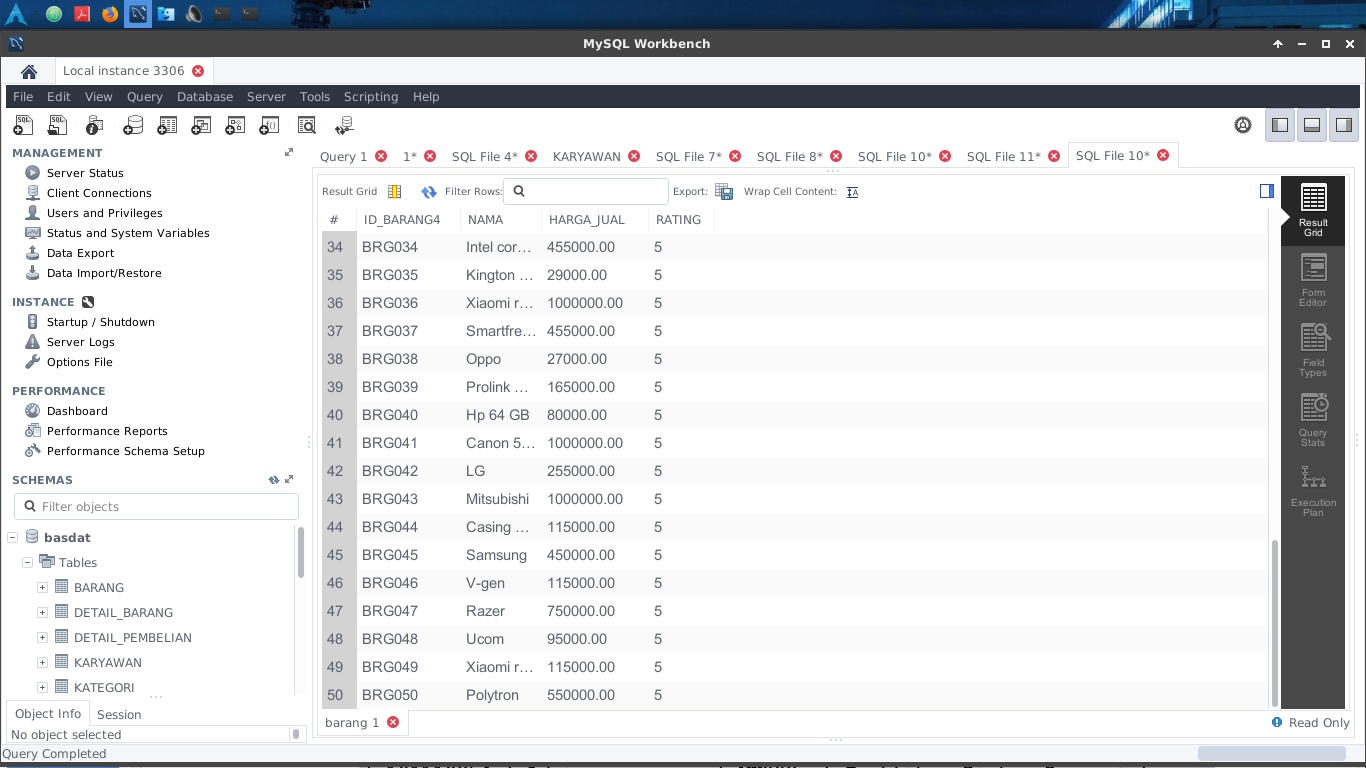 MySQL Workbench
Local instance 3306
File Edit View Query Database Server Tools Scripting Help
MANAGEMENT
Server Status
Client Connections
Users and Privileges
Status and System Variables
Data Export
Data Import/Restore
INSTANCE
Startup / Shutdown
Server Logs
Options File
PERFORMANCE
Dashboard
Performance Reports
Performance Schema Setup
SCHEMAS
Filter objects
basdat
Tables
BARANG
DETAIL_BARANG
DETAIL_PEMBELIAN
KARYAWAN
KATEGORI
Object Info Session
No object selected
Query 1 1* SQL File 4* KARYAWAN SQL File 7* SQL File 8* SQL File 10* SQL File 11* SQL File 10*
Result Grid Filter Rows: Export: Wrap Cell Content:
# ID_BARANG4 NAMA HARGA_JUAL RATING
34 BRG034 Intel cor... 455000.00 5
35 BRG035 Kington ... 29000.00 5
36 BRG036 Xiaomi r... 1000000.00 5
37 BRG037 Smartfre... 455000.00 5
38 BRG038 Oppo 27000.00 5
39 BRG039 Prolink ... 165000.00 5
40 BRG040 Hp 64 GB 80000.00 5
41 BRG041 Canon 5... 1000000.00 5
42 BRG042 LG 255000.00 5
43 BRG043 Mitsubishi 1000000.00 5
44 BRG044 Casing ... 115000.00 5
45 BRG045 Samsung 450000.00 5
46 BRG046 V-gen 115000.00 5
47 BRG047 Razer 750000.00 5
48 BRG048 Ucom 95000.00 5
49 BRG049 Xiaomi r... 115000.00 5
50 BRG050 Polytron 550000.00 5
Result
Grid
Form
Editor
Field
Types
Query
Stats
Execution
Plan
barang 1
Read Only
Query Completed